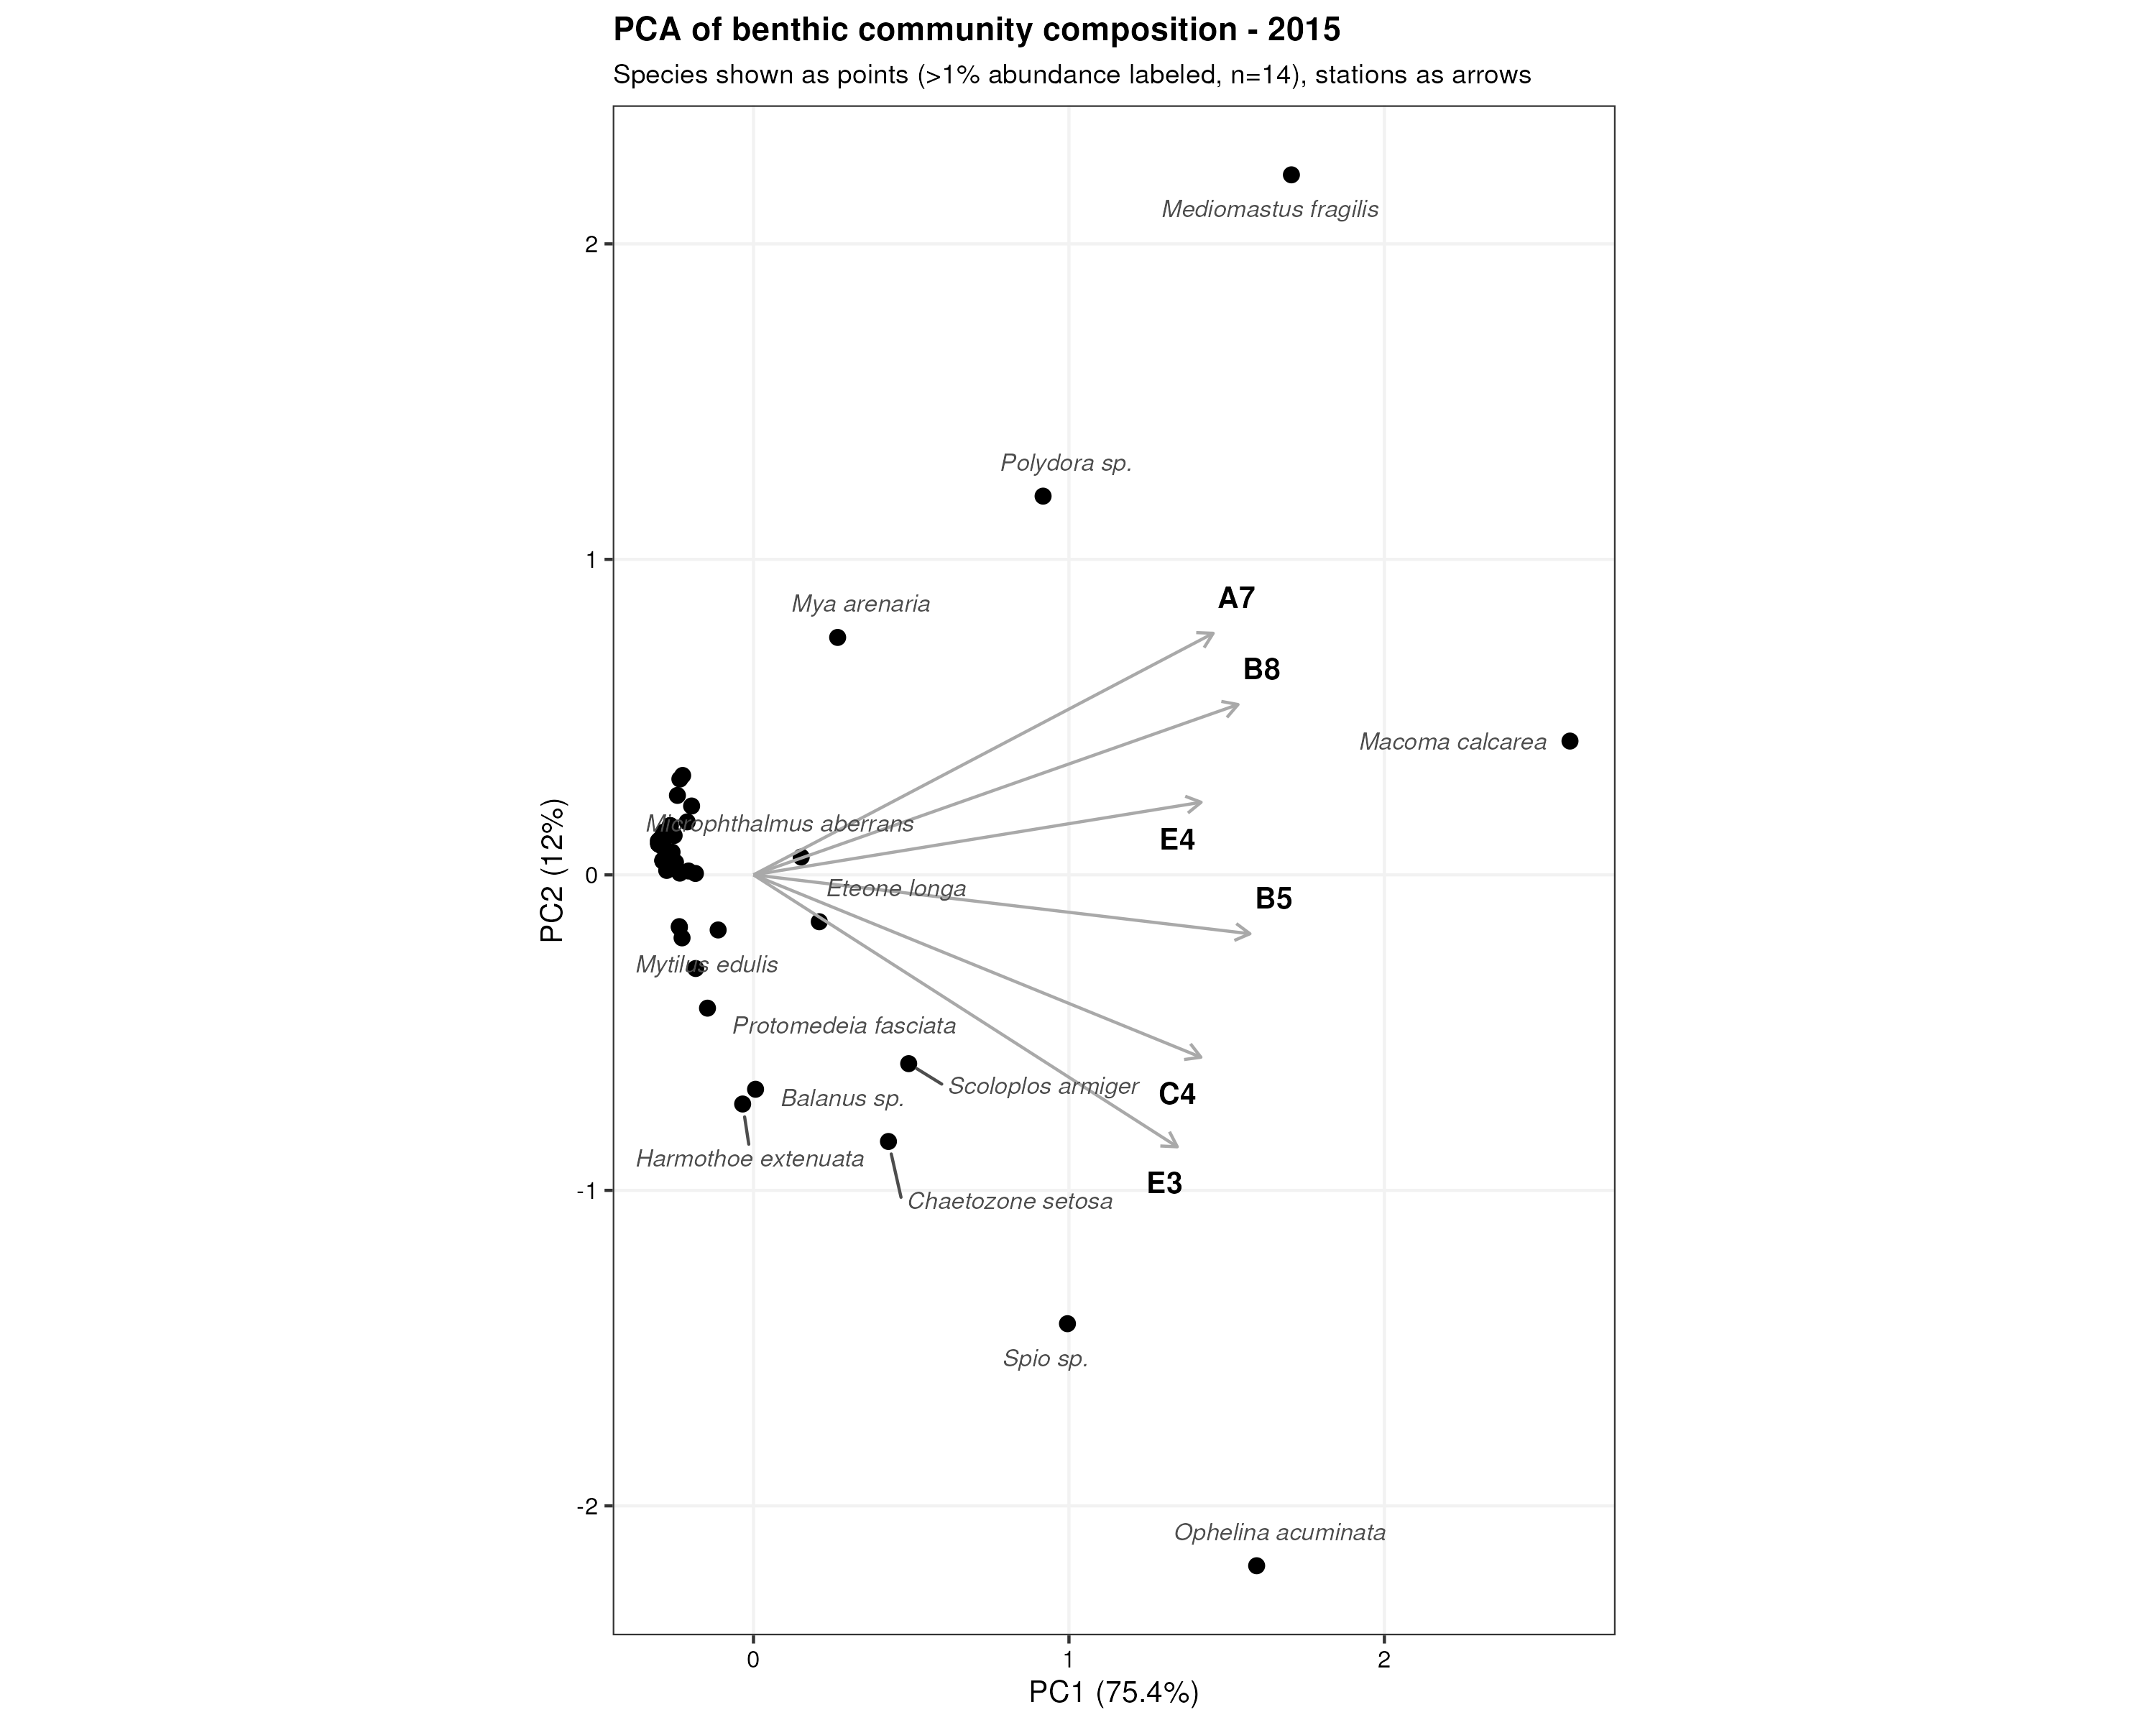 PCA of benthic community composition - 2015
Species shown as points (>1% abundance labeled, n=14), stations as arrows
Mediomastus fragilis
2
Polydora sp.
1
A7
Mya arenaria
B8
Macoma calcarea
Microphthalmus aberrans
E4
0
Eteone longa
B5
PC2 (12%)
Mytilus edulis
Protomedeia fasciata
Scoloplos armiger
C4
Balanus sp.
Harmothoe extenuata
E3
-1
Chaetozone setosa
Spio sp.
-2
Ophelina acuminata
0 1 2
PC1 (75.4%)